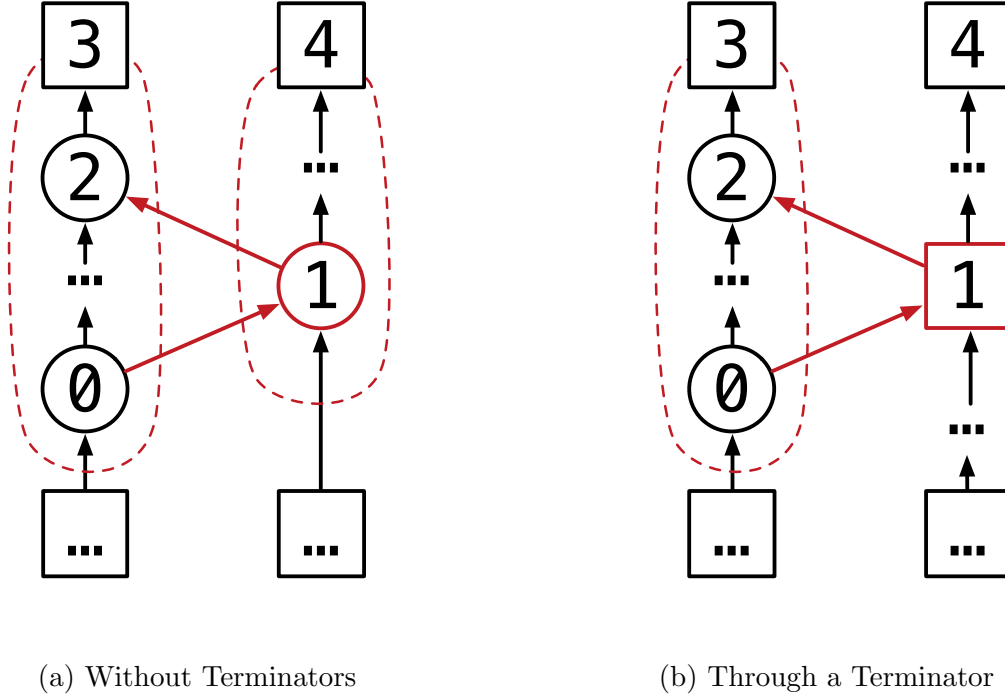 3 4 3 4
2 ... 2 ...
... 1 ... 1
0 0 ...
... ... ... ...
(a) Without Terminators (b) Through a Terminator